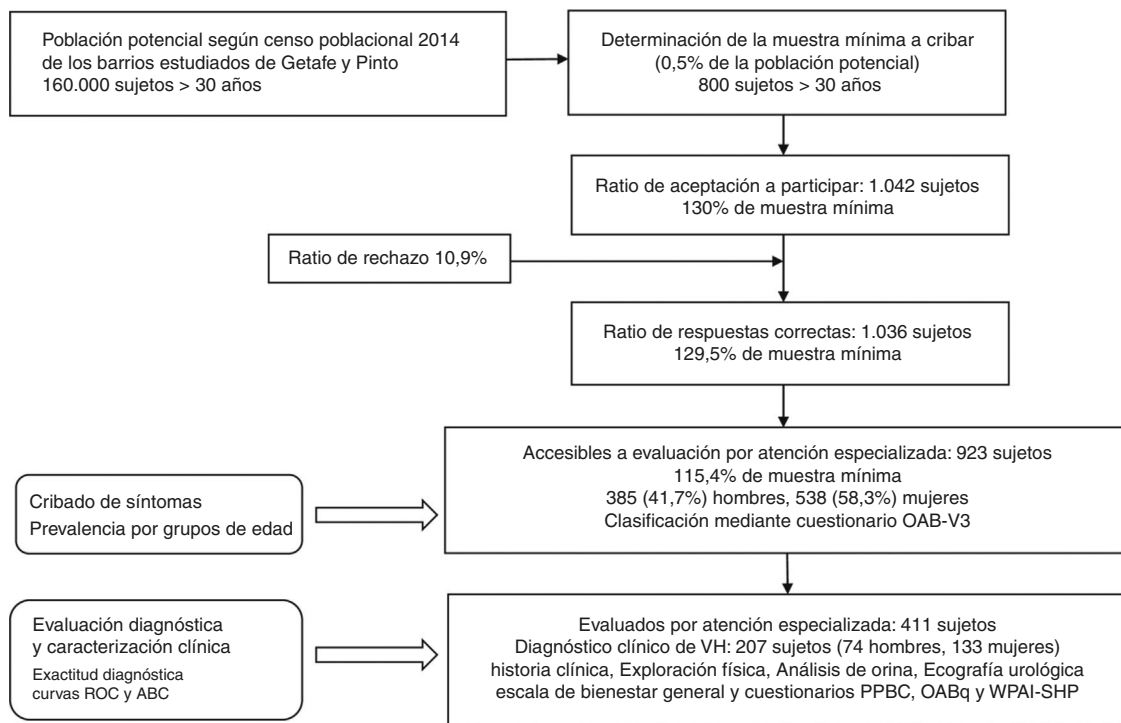 Población potencial según censo poblacional 2014
de los barrios estudiados de Getafe y Pinto
160.000 sujetos > 30 años
Determinación de la muestra mínima a cribar
(0,5% de la población potencial)
800 sujetos > 30 años
Ratio de aceptación a participar: 1.042 sujetos
130% de muestra mínima
Ratio de rechazo 10,9%
Ratio de respuestas correctas: 1.036 sujetos
129,5% de muestra mínima
Accesibles a evaluación por atención especializada: 923 sujetos
115,4% de muestra mínima
385 (41,7%) hombres, 538 (58,3%) mujeres
Clasificación mediante cuestionario OAB-V3
Cribado de síntomas
Prevalencia por grupos de edad
Evaluación diagnóstica
y caracterización clínica
Exactitud diagnóstica
curvas ROC y ABC
Evaluados por atención especializada: 411 sujetos
Diagnóstico clínico de VH: 207 sujetos (74 hombres, 133 mujeres)
historia clínica, Exploración física, Análisis de orina, Ecografía urológica
escala de bienestar general y cuestionarios PPBC, OABq y WPAI-SHP